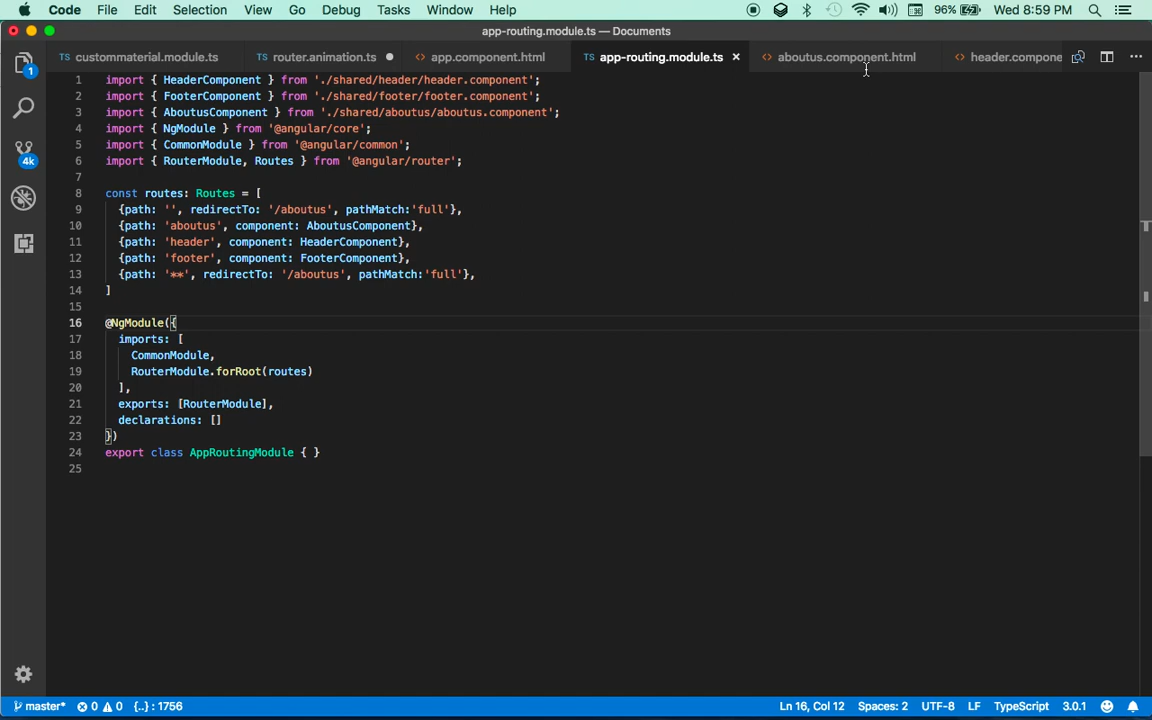 Code File Edit Selection View Go Debug Tasks Window Help 96% Wed 8:59 PM
app-routing.module.ts — Documents
TS custommaterial.module.ts TS router.animation.ts <> app.component.html TS app-routing.module.ts × <> aboutus.component.html <> header.compone
1 import { HeaderComponent } from './shared/header/header.component';
2 import { FooterComponent } from './shared/footer/footer.component';
3 import { AboutusComponent } from './shared/aboutus/aboutus.component';
4 import { NgModule } from '@angular/core';
5 import { CommonModule } from '@angular/common';
6 import { RouterModule, Routes } from '@angular/router';
7
8 const routes: Routes = [
9 {path: '', redirectTo: '/aboutus', pathMatch:'full'},
10 {path: 'aboutus', component: AboutusComponent},
11 {path: 'header', component: HeaderComponent},
12 {path: 'footer', component: FooterComponent},
13 {path: '**', redirectTo: '/aboutus', pathMatch:'full'},
14 ]
15
16 @NgModule({
17 imports: [
18 CommonModule,
19 RouterModule.forRoot(routes)
20 ],
21 exports: [RouterModule],
22 declarations: []
23 })
24 export class AppRoutingModule { }
25
1
4k
master* 0 0 {..} : 1756 Ln 16, Col 12 Spaces: 2 UTF-8 LF TypeScript 3.0.1